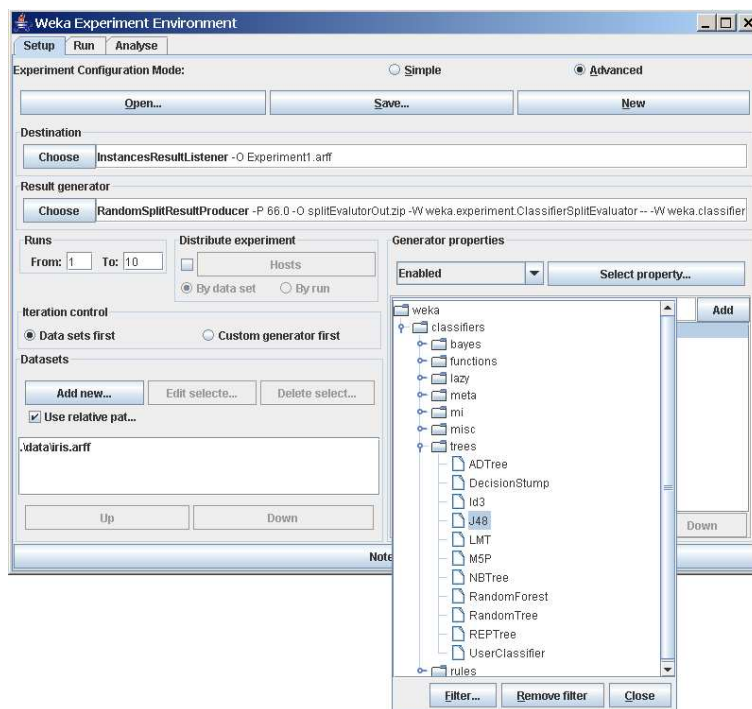 Weka Experiment Environment
Setup Run Analyse
Experiment Configuration Mode: Simple Advanced
Open... Save... New
Destination
Choose InstancesResultListener -O Experiment1.arff
Result generator
Choose RandomSplitResultProducer -P 66.0 -O splitEvalutorOut.zip -W weka.experiment.ClassifierSplitEvaluator -- -W weka.classifier
Runs
From: 1 To: 10
Distribute experiment
Hosts
By data set By run
Generator properties
Enabled Select property...
Iteration control
Data sets first Custom generator first
Datasets
Add new... Edit selecte... Delete select...
Use relative pat...
.\data\iris.arff
Up Down
Add
weka
classifiers
bayes
functions
lazy
meta
mi
misc
trees
ADTree
DecisionStump
Id3
J48
LMT
M5P
NBTree
RandomForest
RandomTree
REPTree
UserClassifier
rules
Down
Note
Filter... Remove filter Close